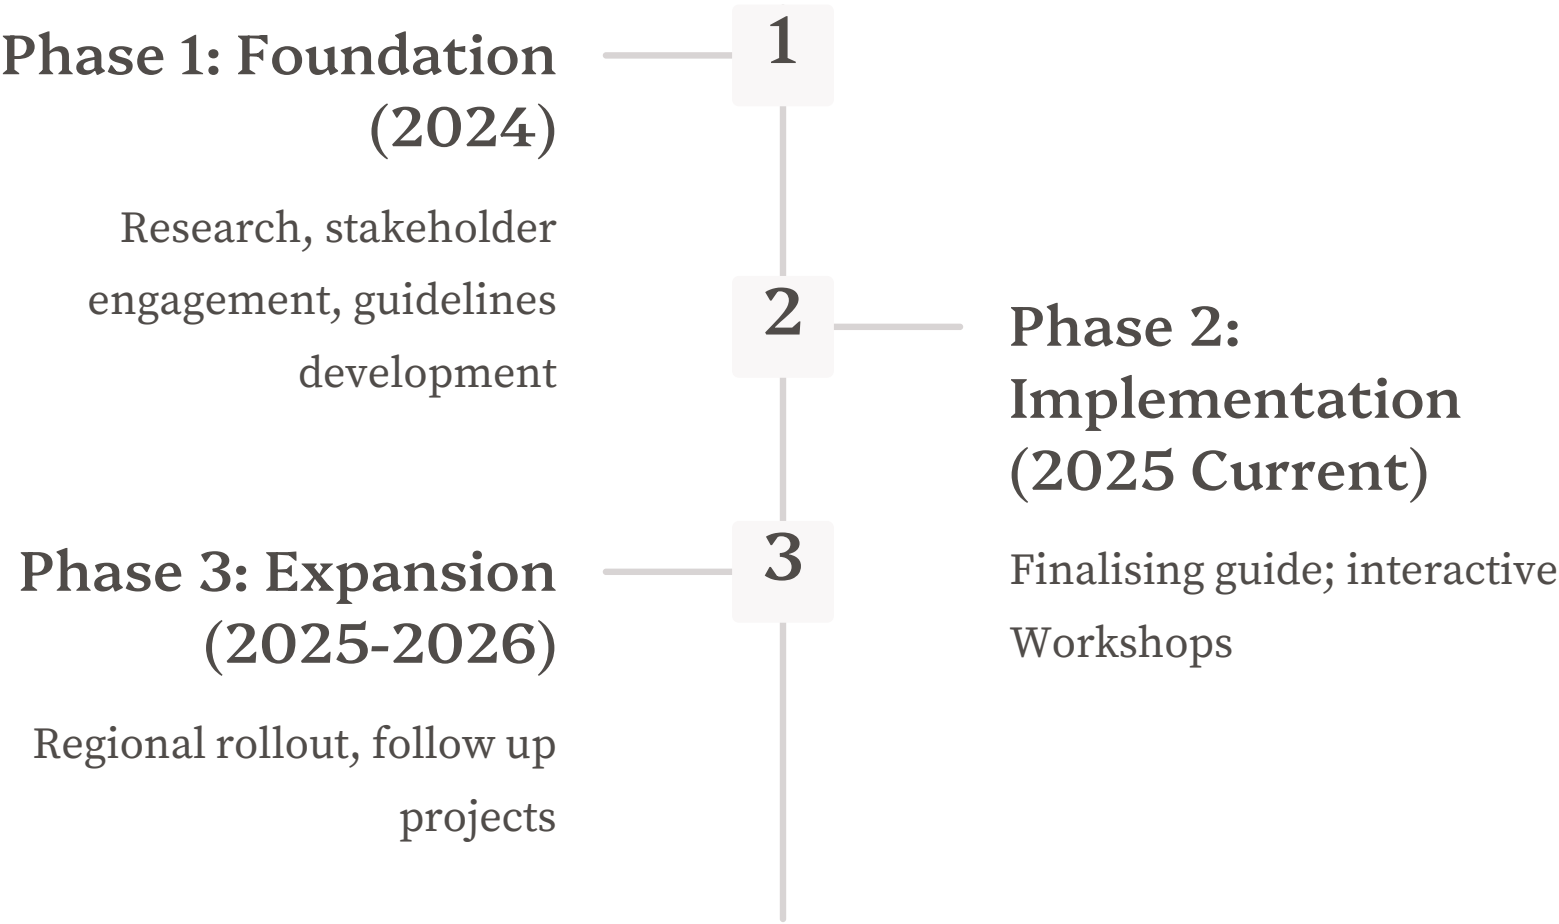 1
Phase 1: Foundation
(2024)
Research, stakeholder
engagement, guidelines
development
2
Phase 2:
Implementation
(2025 Current)
Finalising guide; interactive
Workshops
3
Phase 3: Expansion
(2025-2026)
Regional rollout, follow up
projects